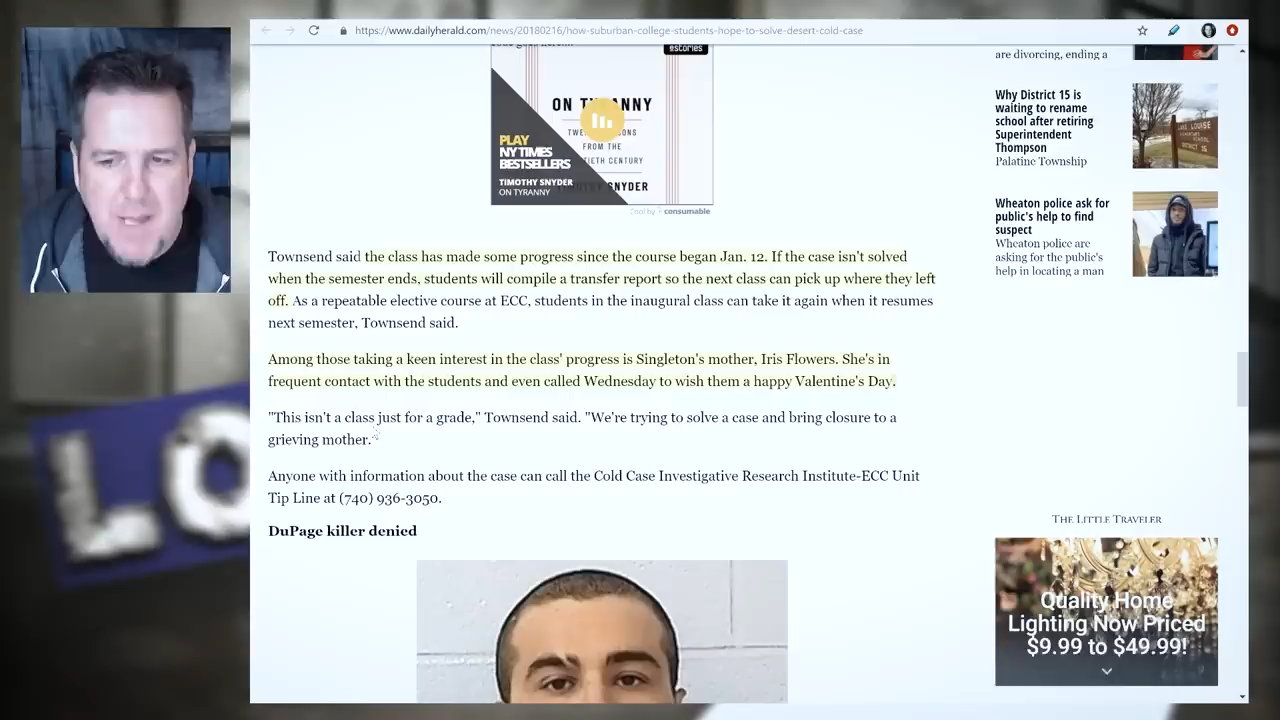 https://www.dailyherald.com/news/20180216/how-suburban-college-students-hope-to-solve-desert-cold-case
stories
ON TYRANNY
FROM THE
CENTURY
SNYDER
PLAY
NYTIMES
BESTSELLERS
TIMOTHY SNYDER
ON TYRANNY
by consumable
Townsend said the class has made some progress since the course began Jan. 12. If the case isn't solved
when the semester ends, students will compile a transfer report so the next class can pick up where they left
off. As a repeatable elective course at ECC, students in the inaugural class can take it again when it resumes
next semester, Townsend said.
Among those taking a keen interest in the class' progress is Singleton's mother, Iris Flowers. She's in
frequent contact with the students and even called Wednesday to wish them a happy Valentine's Day.
"This isn't a class just for a grade," Townsend said. "We're trying to solve a case and bring closure to a
grieving mother."
Anyone with information about the case can call the Cold Case Investigative Research Institute-ECC Unit
Tip Line at (740) 936-3050.
DuPage killer denied
are divorcing, ending a
Why District 15 is
waiting to rename
school after retiring
Superintendent
Thompson
Palatine Township
Wheaton police ask for
public's help to find
suspect
Wheaton police are
asking for the public's
help in locating a man
THE LITTLE TRAVELER
Quality Home
Lighting Now Priced
$9.99 to $49.99!
LO